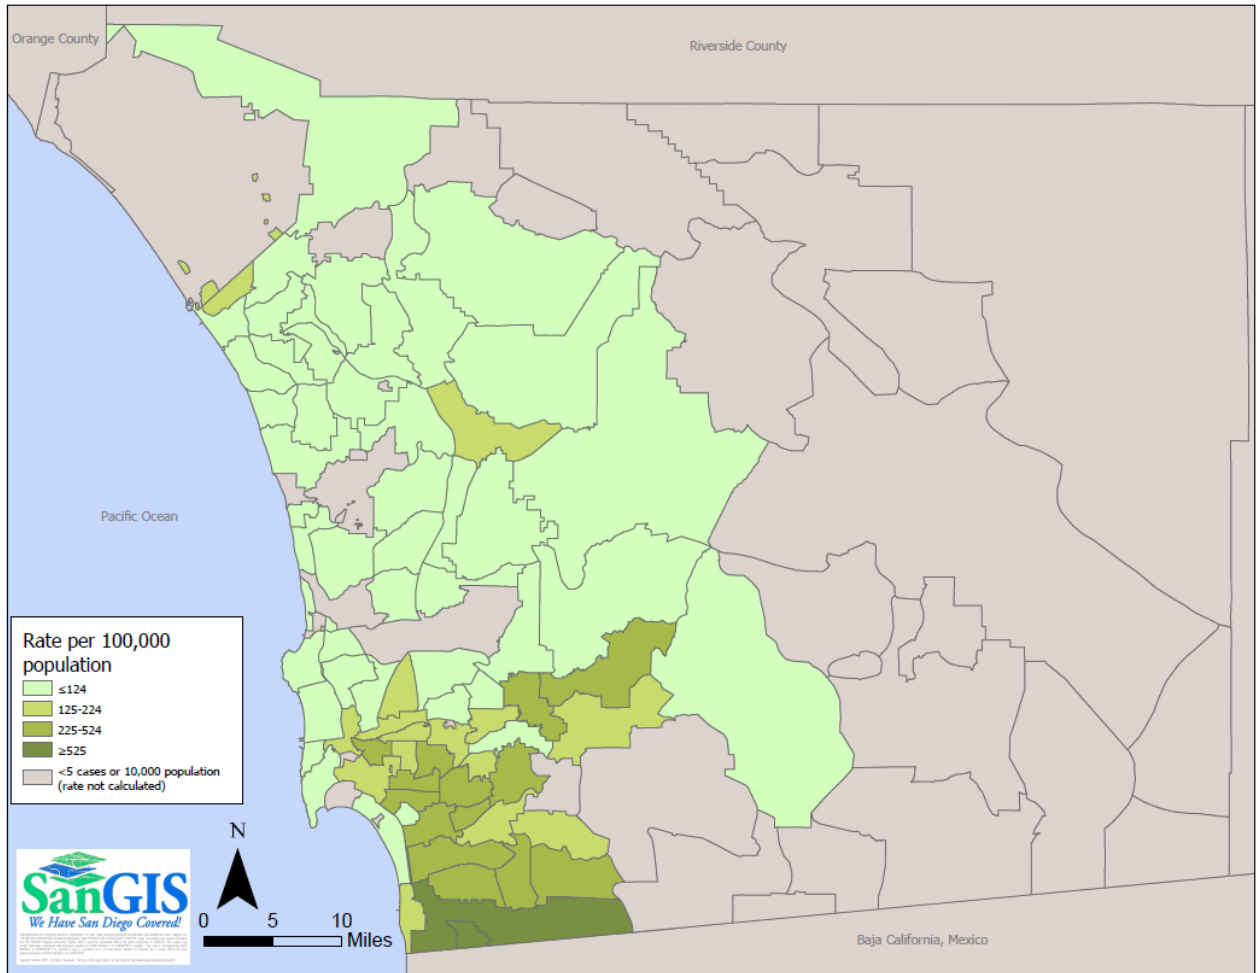 Orange County
Riverside County
Pacific Ocean
Rate per 100,000
population
≤124
125-224
225-524
≥525
<5 cases or 10,000 population
(rate not calculated)
N
SanGIS
We Have San Diego Covered!
0 5 10
Miles
Baja California, Mexico